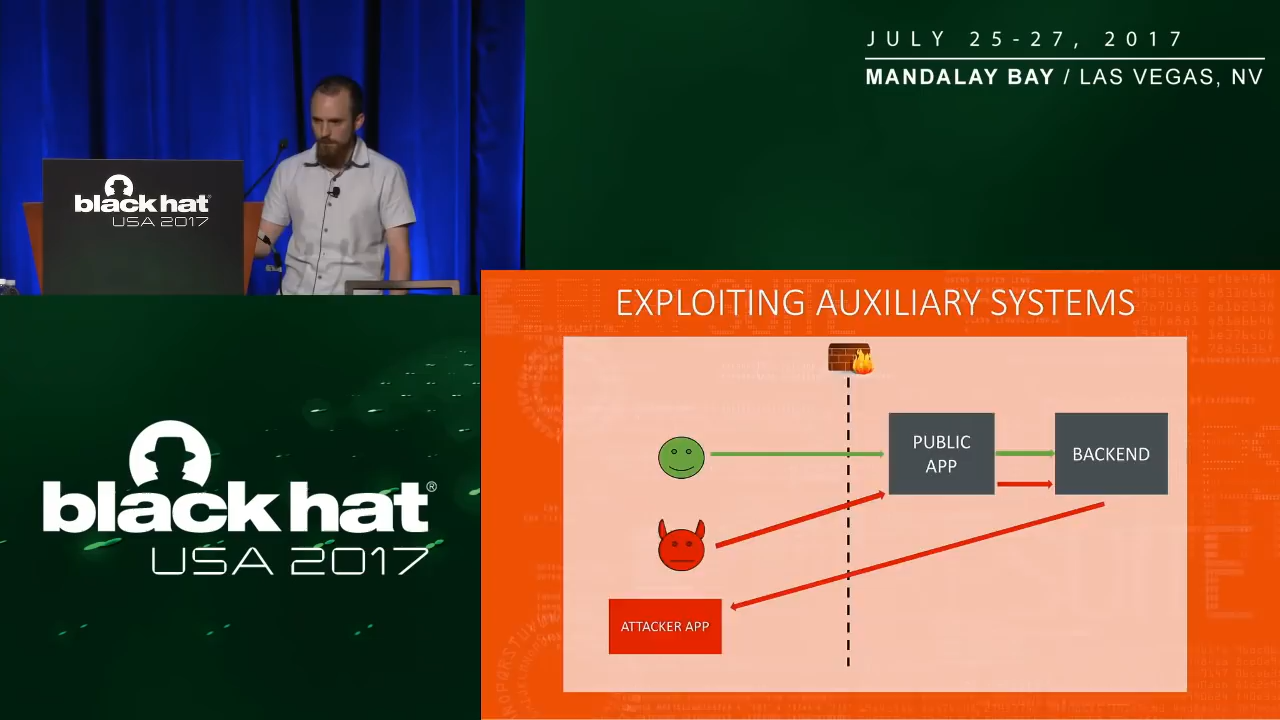 JULY 25-27, 2017
MANDALAY BAY / LAS VEGAS, NV
black hat®
USA 2017
EXPLOITING AUXILIARY SYSTEMS
PUBLIC
APP
BACKEND
ATTACKER APP
black hat®
USA 2017